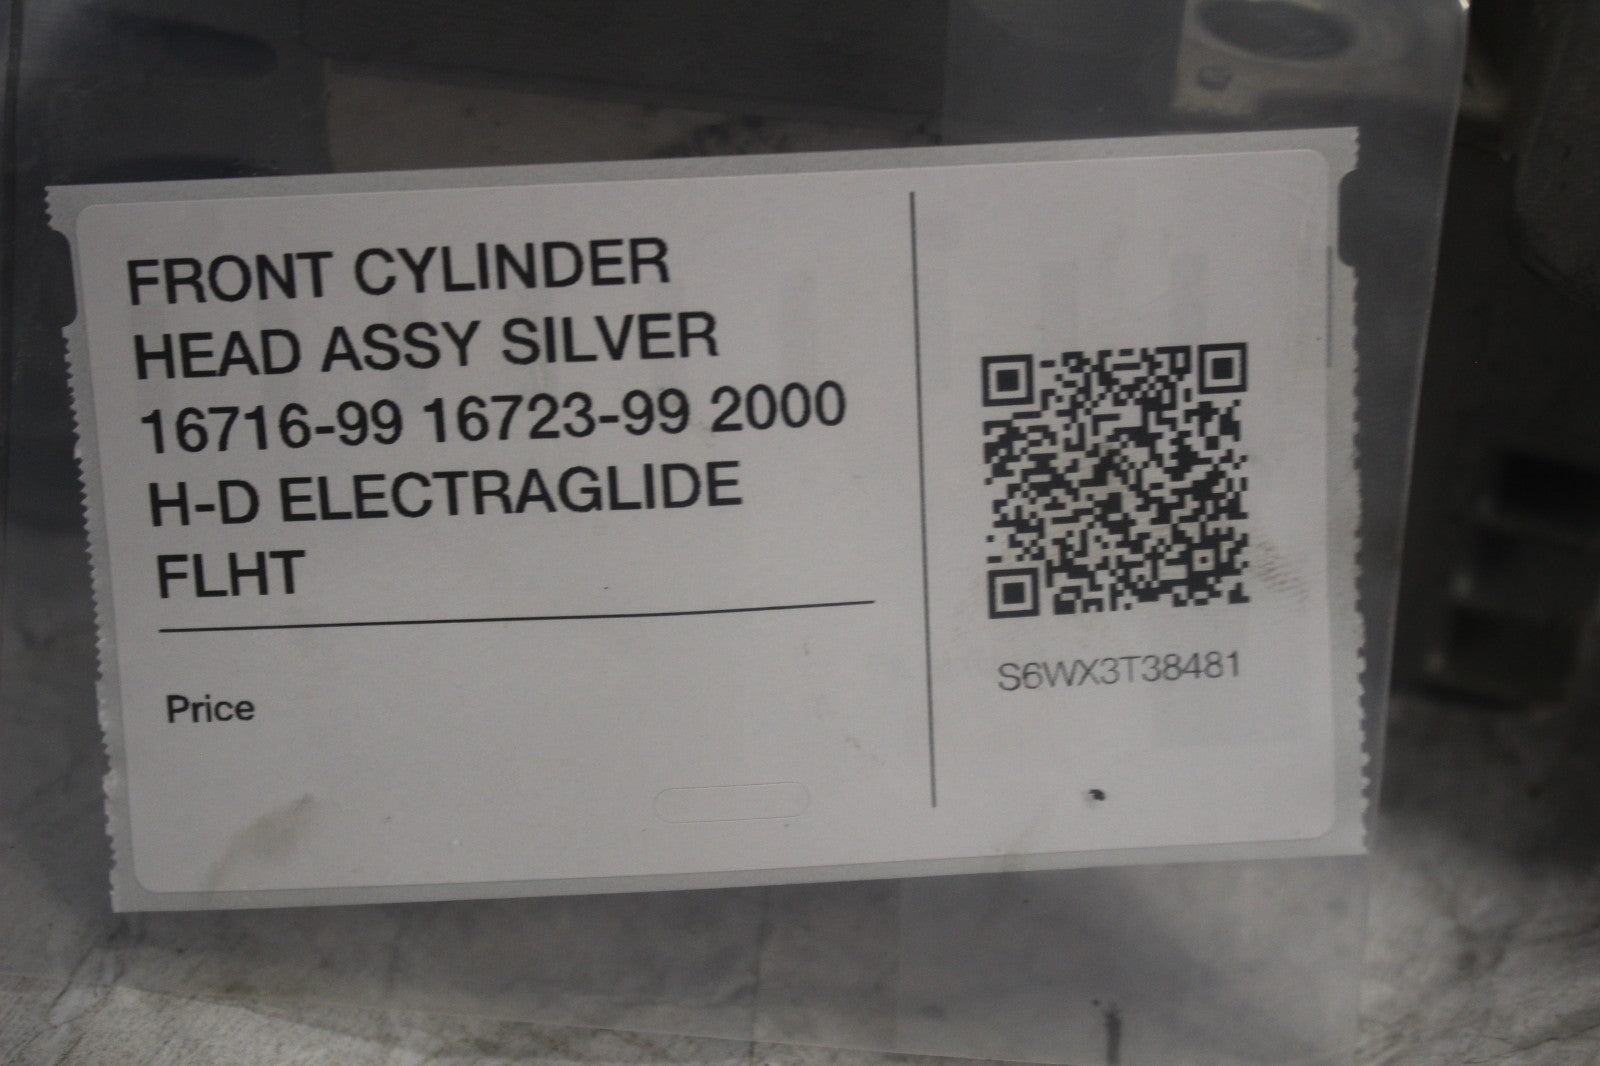 FRONT CYLINDER
HEAD ASSY SILVER
16716-99 16723-99 2000
H-D ELECTRAGLIDE
FLHT
Price
S6WX3T38481